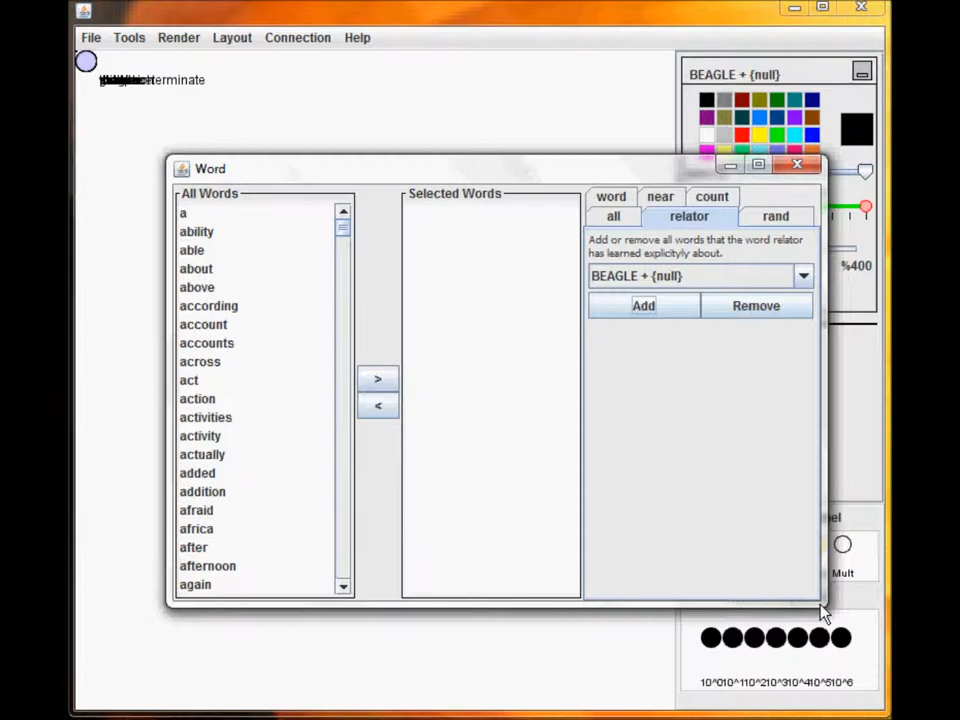 File Tools Render Layout Connection Help
terminate
BEAGLE + {null}
Word
All Words
a
ability
able
about
above
according
account
accounts
across
act
action
activities
activity
actually
added
addition
afraid
africa
after
afternoon
again
>
<
Selected Words
word near count
all relator rand
Add or remove all words that the word relator
has learned explicityly about.
BEAGLE + {null}
Add Remove
%400
el
Mult
10^010^110^210^310^410^510^6